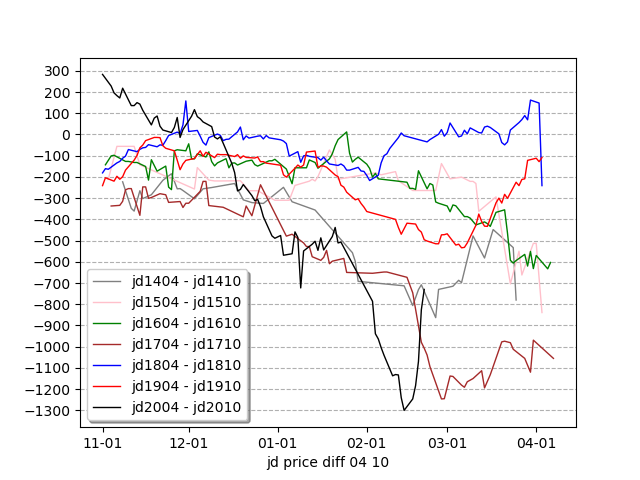 300
200
100
0
−100
−200
−300
−400
−500
−600
−700
−800
−900
−1000
−1100
−1200
−1300
jd1404 - jd1410
jd1504 - jd1510
jd1604 - jd1610
jd1704 - jd1710
jd1804 - jd1810
jd1904 - jd1910
jd2004 - jd2010
11-01 12-01 01-01 02-01 03-01 04-01
jd price diff 04 10